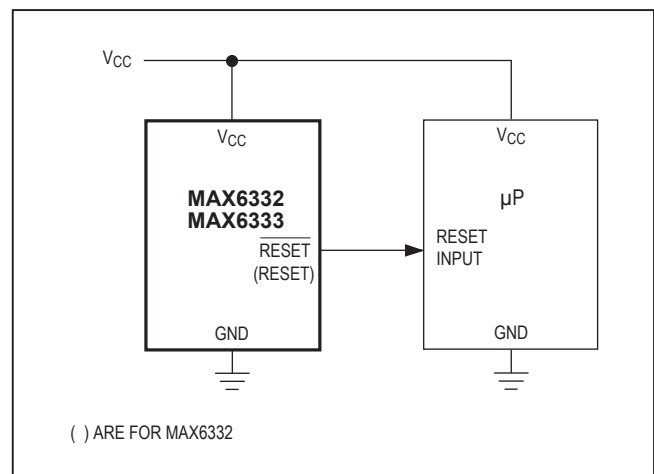 VCC
VCC
MAX6332
MAX6333
RESET
(RESET)
GND
VCC
µP
RESET
INPUT
GND
( ) ARE FOR MAX6332